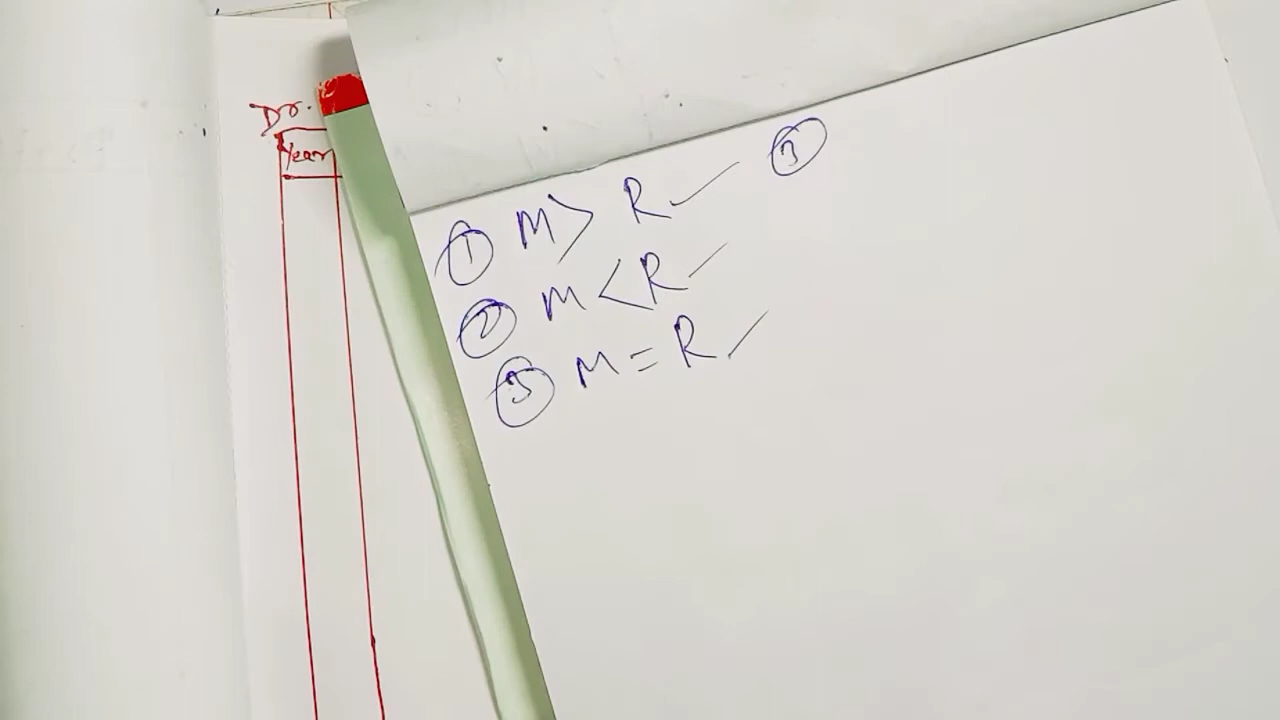 Dr.
Year
① M > R ✓ ③
② M < R ✓
③ M = R ✓